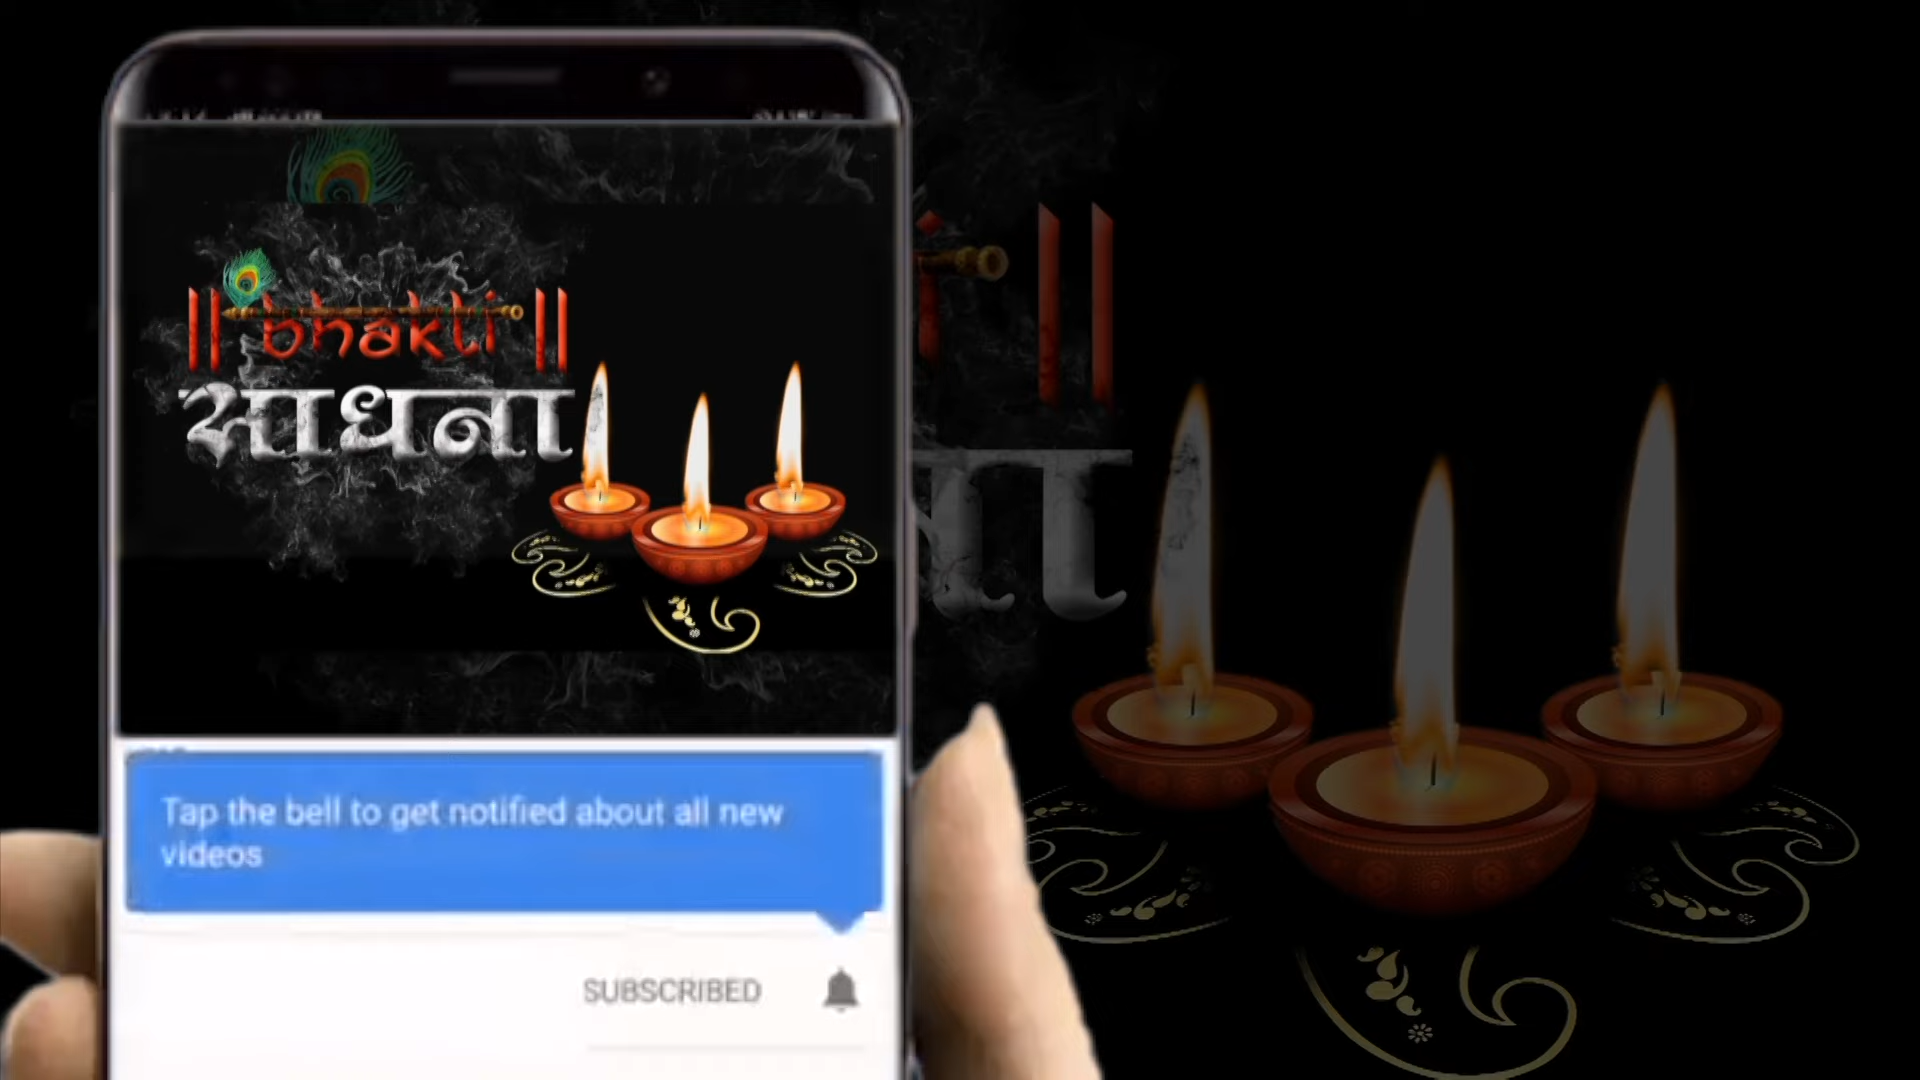 || bhakti ||
साधना
Tap the bell to get notified about all new
videos
SUBSCRIBED